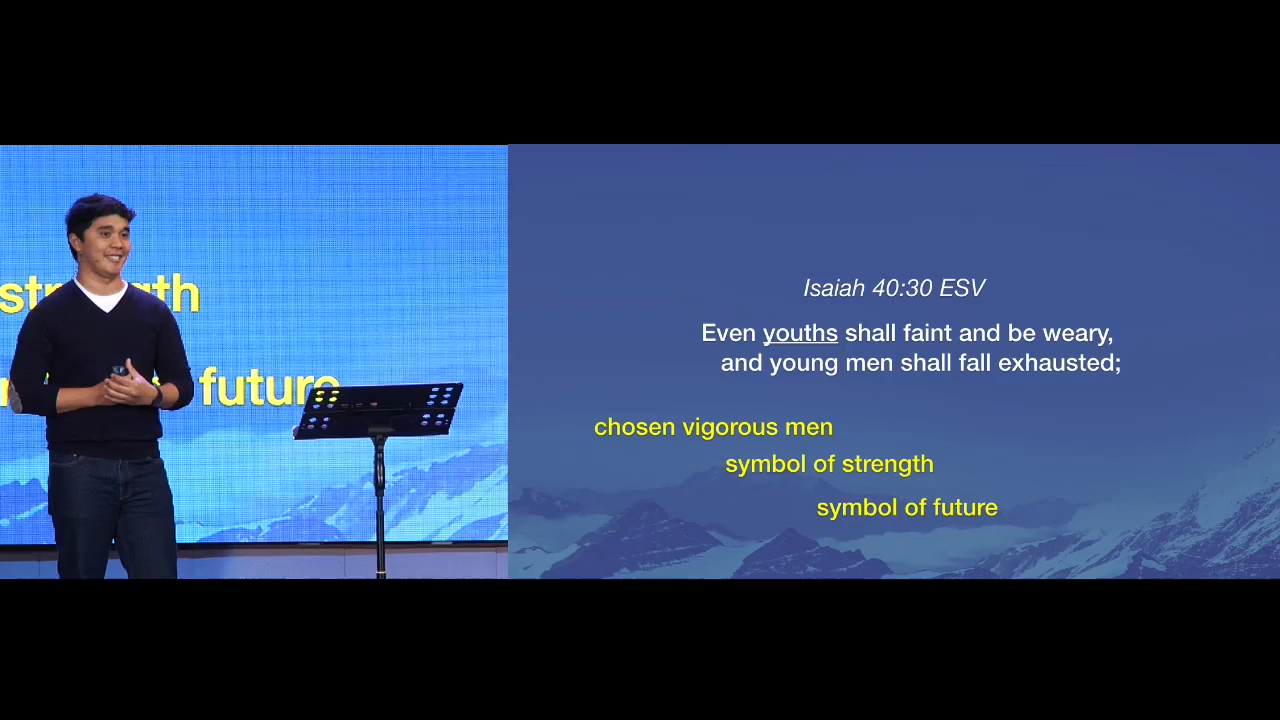 strength
future
Isaiah 40:30 ESV
Even youths shall faint and be weary,
and young men shall fall exhausted;
chosen vigorous men
symbol of strength
symbol of future